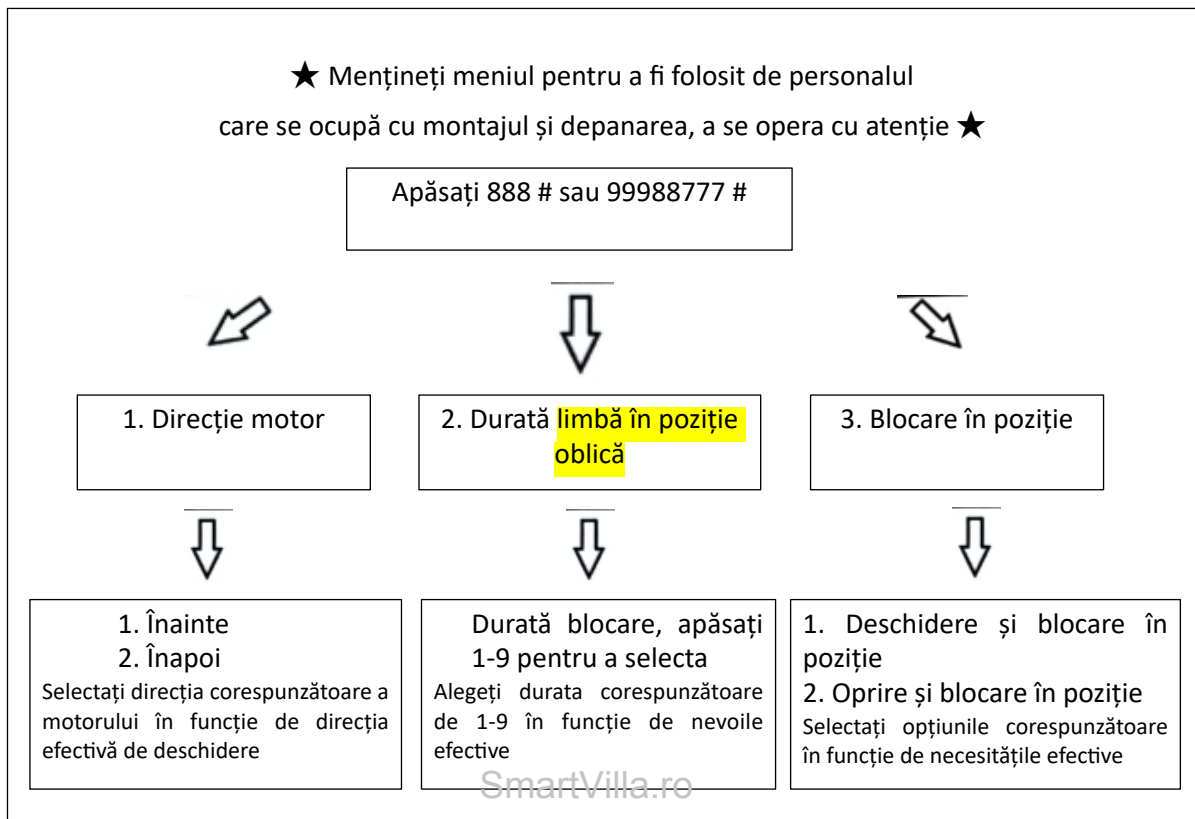 ★ Mențineți meniul pentru a fi folosit de personalul
care se ocupă cu montajul și depanarea, a se opera cu atenție ★
Apăsați 888 # sau 99988777 #
1. Direcție motor
2. Durată limbă în poziție
oblică
3. Blocare în poziție
1. Înainte
2. Înapoi
Selectați direcția corespunzătoare a
motorului în funcție de direcția
efectivă de deschidere
Durată blocare, apăsați
1-9 pentru a selecta
Alegeți durata corespunzătoare
de 1-9 în funcție de nevoile
efective
1. Deschidere și blocare în
poziție
2. Oprire și blocare în poziție
Selectați opțiunile corespunzătoare
în funcție de necesitățile efective
SmartVilla.ro